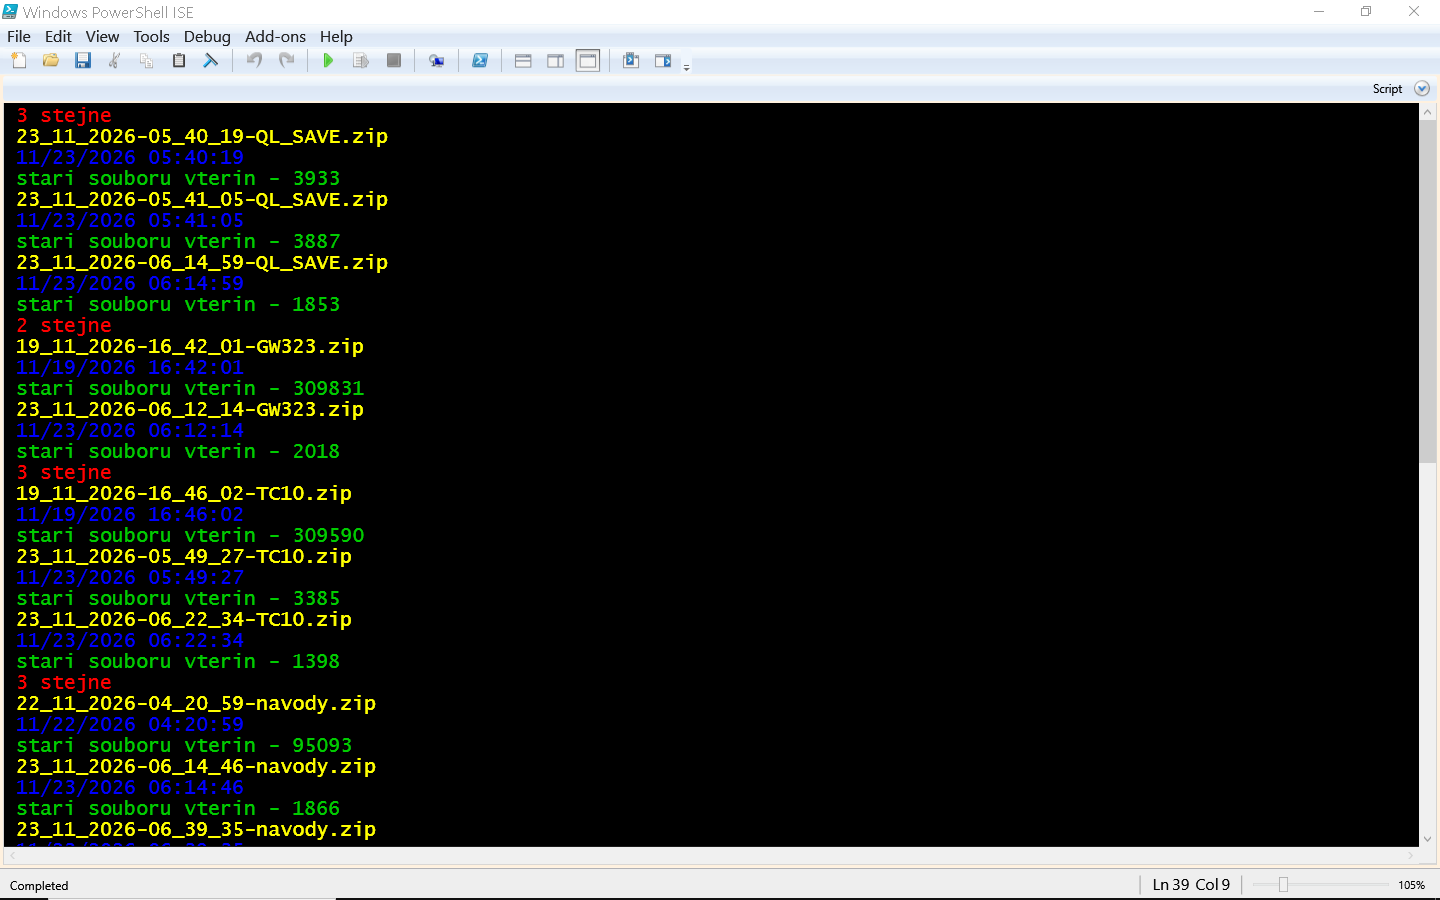 Windows PowerShell ISE
File Edit View Tools Debug Add-ons Help
Script
3 stejne
23_11_2026-05_40_19-QL_SAVE.zip
11/23/2026 05:40:19
stari souboru vterin - 3933
23_11_2026-05_41_05-QL_SAVE.zip
11/23/2026 05:41:05
stari souboru vterin - 3887
23_11_2026-06_14_59-QL_SAVE.zip
11/23/2026 06:14:59
stari souboru vterin - 1853
2 stejne
19_11_2026-16_42_01-GW323.zip
11/19/2026 16:42:01
stari souboru vterin - 309831
23_11_2026-06_12_14-GW323.zip
11/23/2026 06:12:14
stari souboru vterin - 2018
3 stejne
19_11_2026-16_46_02-TC10.zip
11/19/2026 16:46:02
stari souboru vterin - 309590
23_11_2026-05_49_27-TC10.zip
11/23/2026 05:49:27
stari souboru vterin - 3385
23_11_2026-06_22_34-TC10.zip
11/23/2026 06:22:34
stari souboru vterin - 1398
3 stejne
22_11_2026-04_20_59-navody.zip
11/22/2026 04:20:59
stari souboru vterin - 95093
23_11_2026-06_14_46-navody.zip
11/23/2026 06:14:46
stari souboru vterin - 1866
23_11_2026-06_39_35-navody.zip
Completed
Ln 39 Col 9
105%